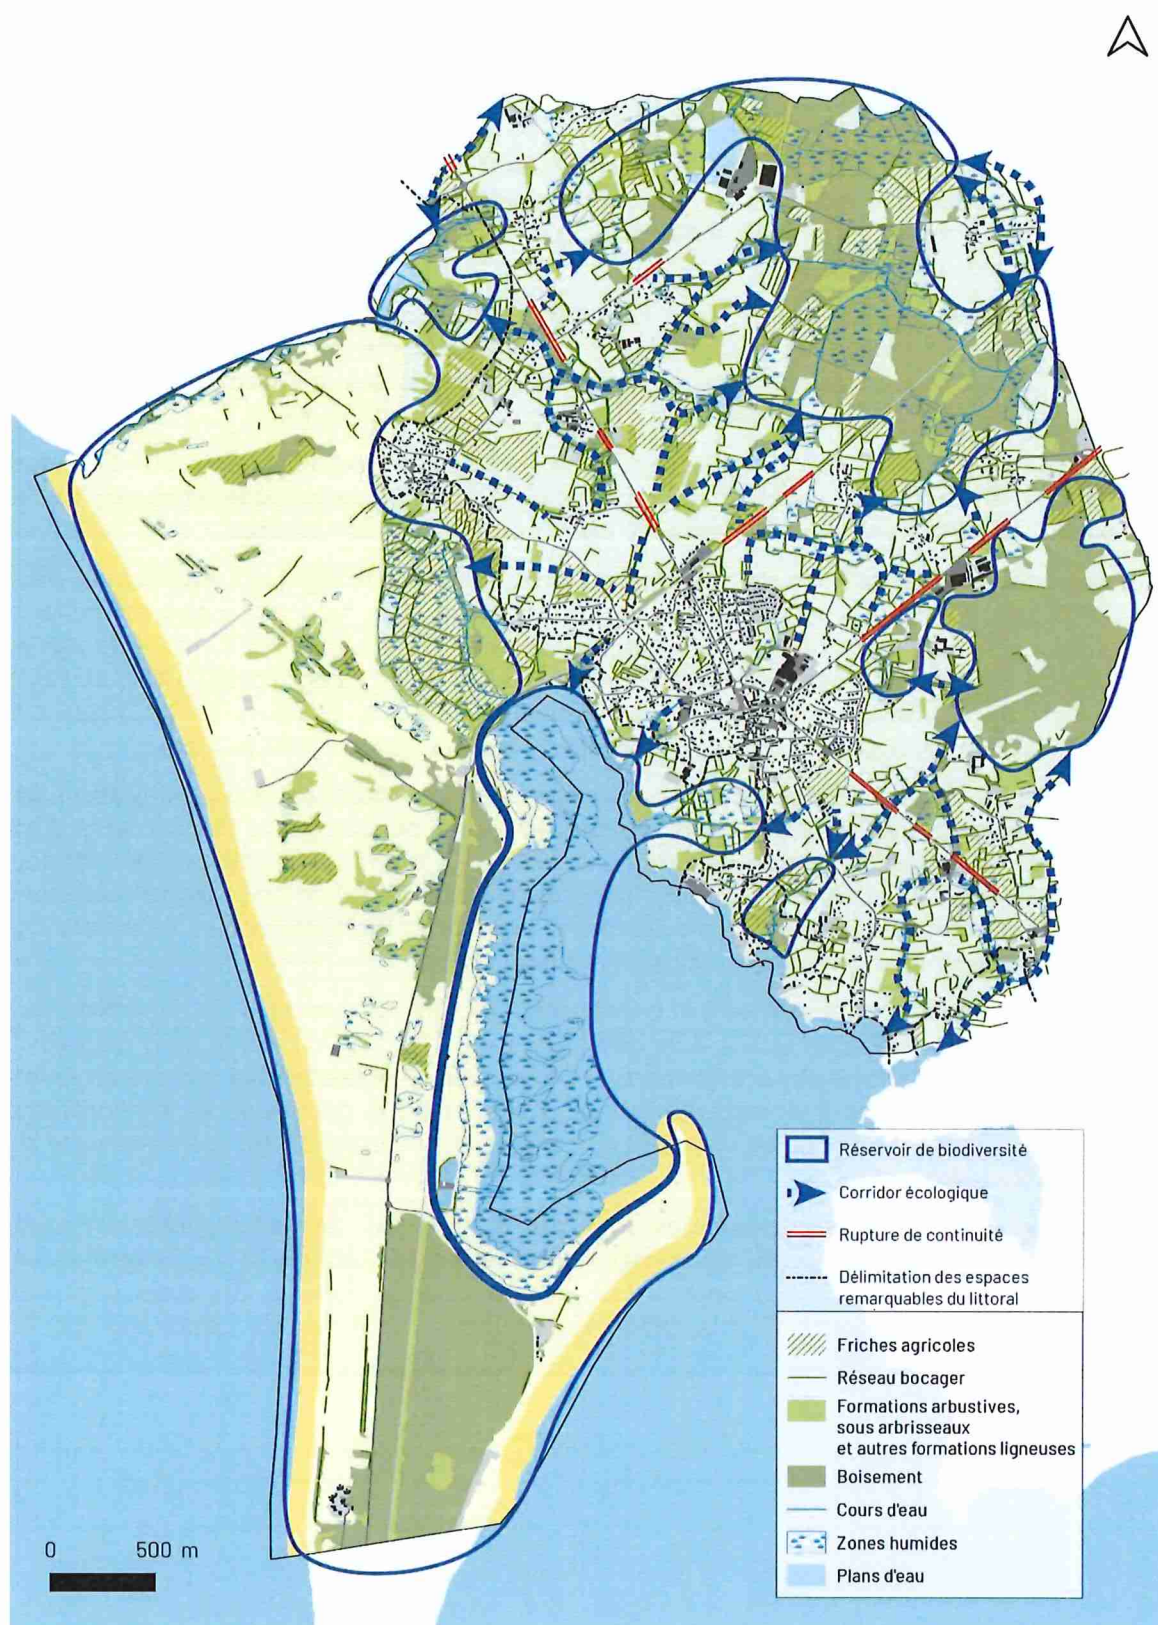 Réservoir de biodiversité
Corridor écologique
Rupture de continuité
Délimitation des espaces
remarquables du littoral
Friches agricoles
Réseau bocager
Formations arbustives,
sous arbrisseaux
et autres formations ligneuses
Boisement
Cours d'eau
Zones humides
Plans d'eau
0 500 m